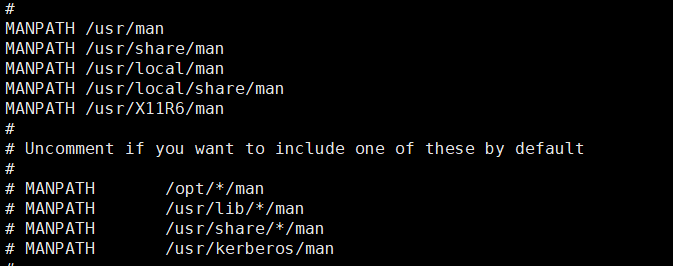 #
MANPATH /usr/man
MANPATH /usr/share/man
MANPATH /usr/local/man
MANPATH /usr/local/share/man
MANPATH /usr/X11R6/man
#
# Uncomment if you want to include one of these by default
#
# MANPATH       /opt/*/man
# MANPATH       /usr/lib/*/man
# MANPATH       /usr/share/*/man
# MANPATH       /usr/kerberos/man
#